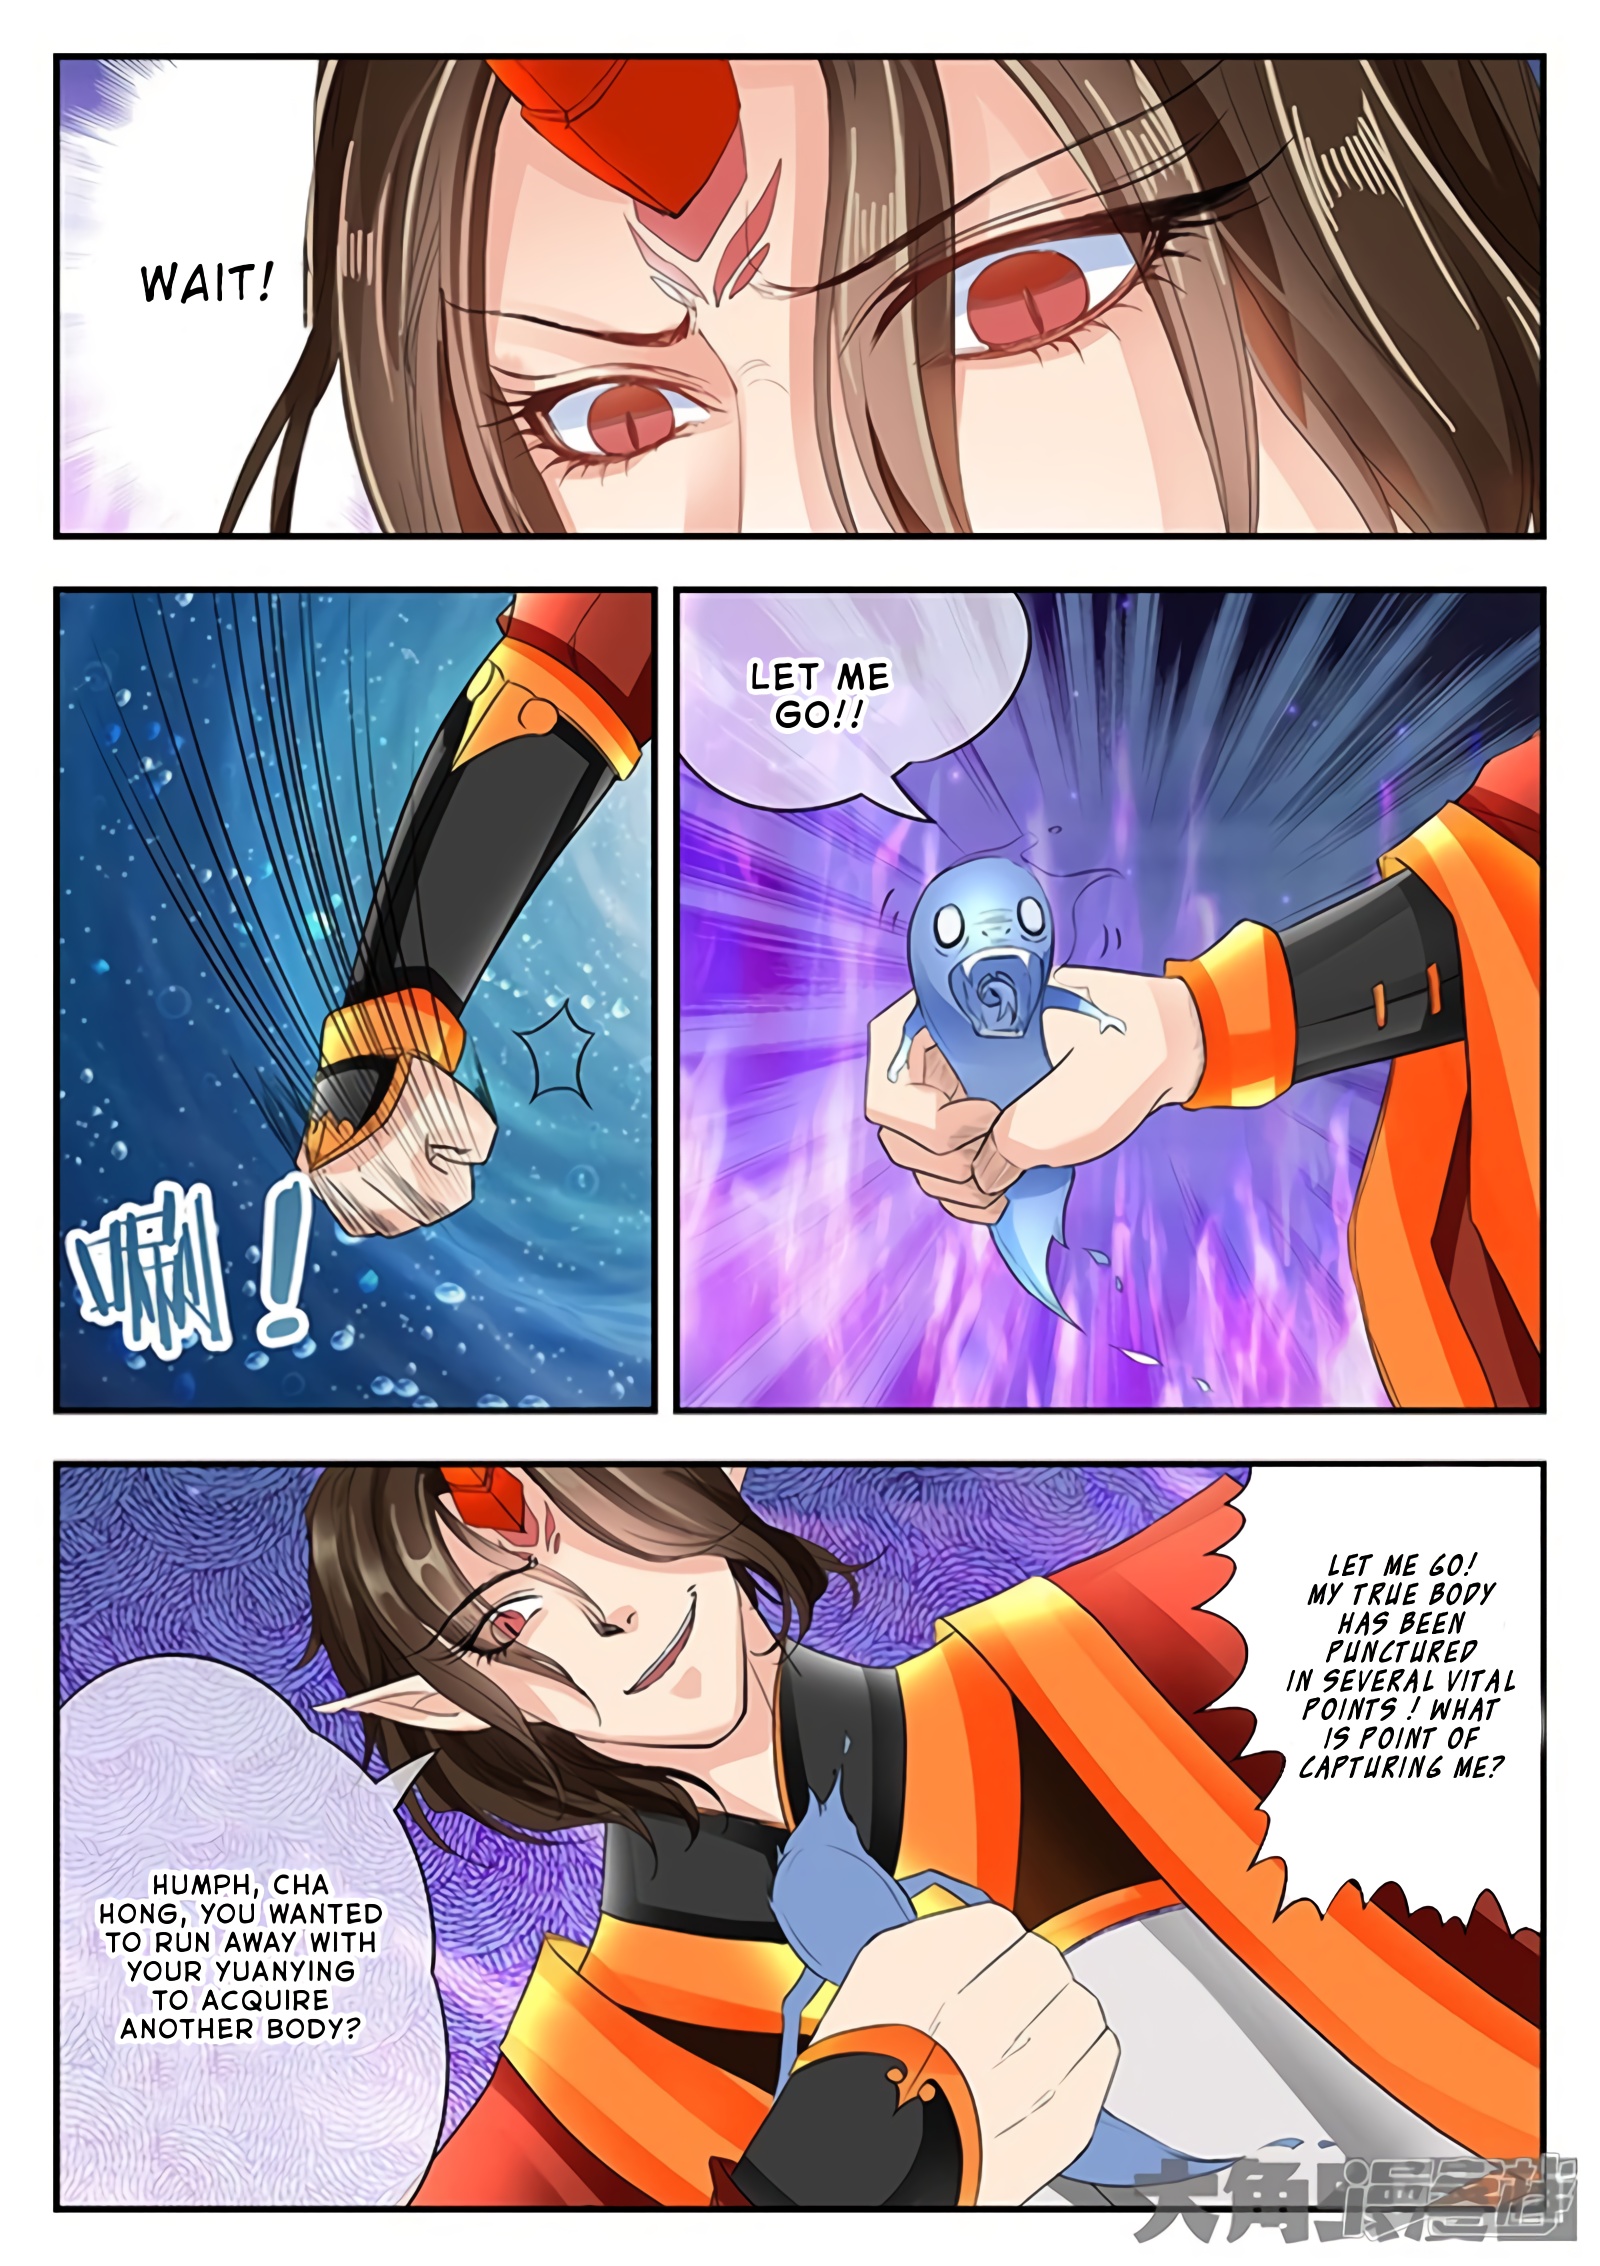 WAIT!
唰!
LET ME
GO!!
LET ME GO!
MY TRUE BODY
HAS BEEN
PUNCTURED
IN SEVERAL VITAL
POINTS ! WHAT
IS POINT OF
CAPTURING ME?
HUMPH, CHA
HONG, YOU WANTED
TO RUN AWAY WITH
YOUR YUANYING
TO ACQUIRE
ANOTHER BODY?
大角虫漫画